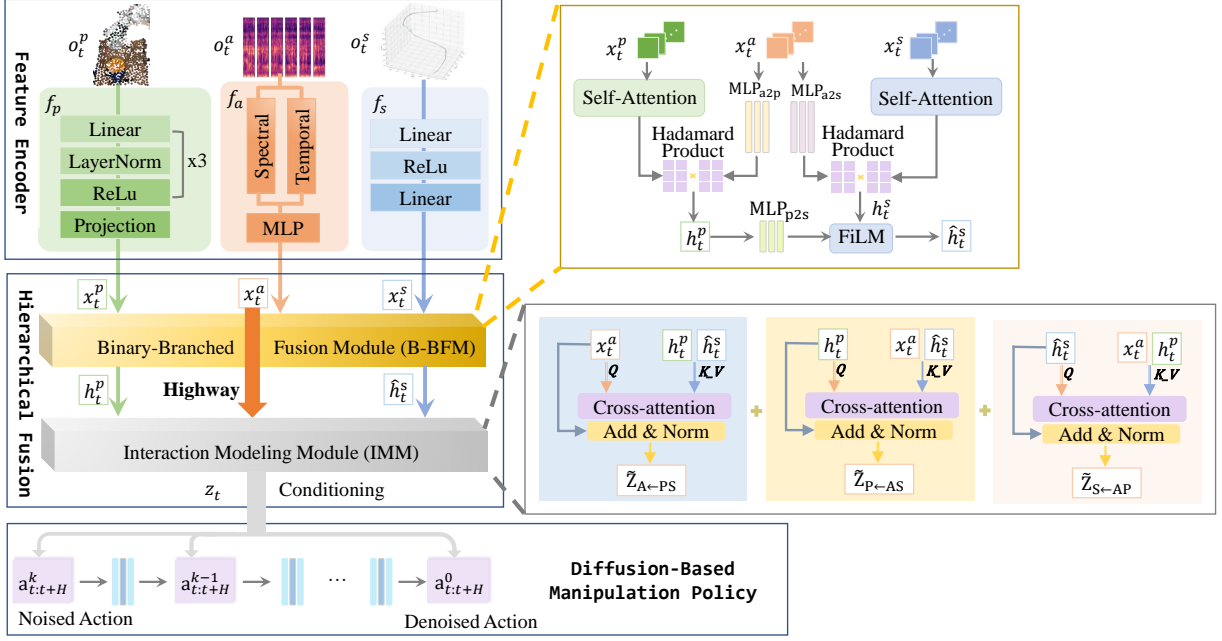 Feature Encoder
o_t^p
o_t^a
o_t^s
f_p
Linear
LayerNorm
ReLu
x3
Projection
f_a
Spectral
Temporal
MLP
f_s
Linear
ReLu
Linear
x_t^p
x_t^a
x_t^s
Self-Attention
MLP_a2p
MLP_a2s
Self-Attention
Hadamard
Product
×
Hadamard
Product
×
h_t^s
h_t^p
MLP_p2s
FiLM
ĥ_t^s
Hierarchical Fusion
x_t^p
x_t^a
x_t^s
Binary-Branched
Fusion Module (B-BFM)
h_t^p
Highway
ĥ_t^s
Interaction Modeling Module (IMM)
z_t
Conditioning
x_t^a
h_t^p
ĥ_t^s
Q
K_V
Cross-attention
Add & Norm
Z̃_A←PS
+
h_t^p
x_t^a
ĥ_t^s
Q
K_V
Cross-attention
Add & Norm
Z̃_P←AS
+
ĥ_t^s
x_t^a
h_t^p
Q
K_V
Cross-attention
Add & Norm
Z̃_S←AP
a_t:t+H^k
a_t:t+H^k-1
...
a_t:t+H^0
Noised Action
Denoised Action
Diffusion-Based
Manipulation Policy